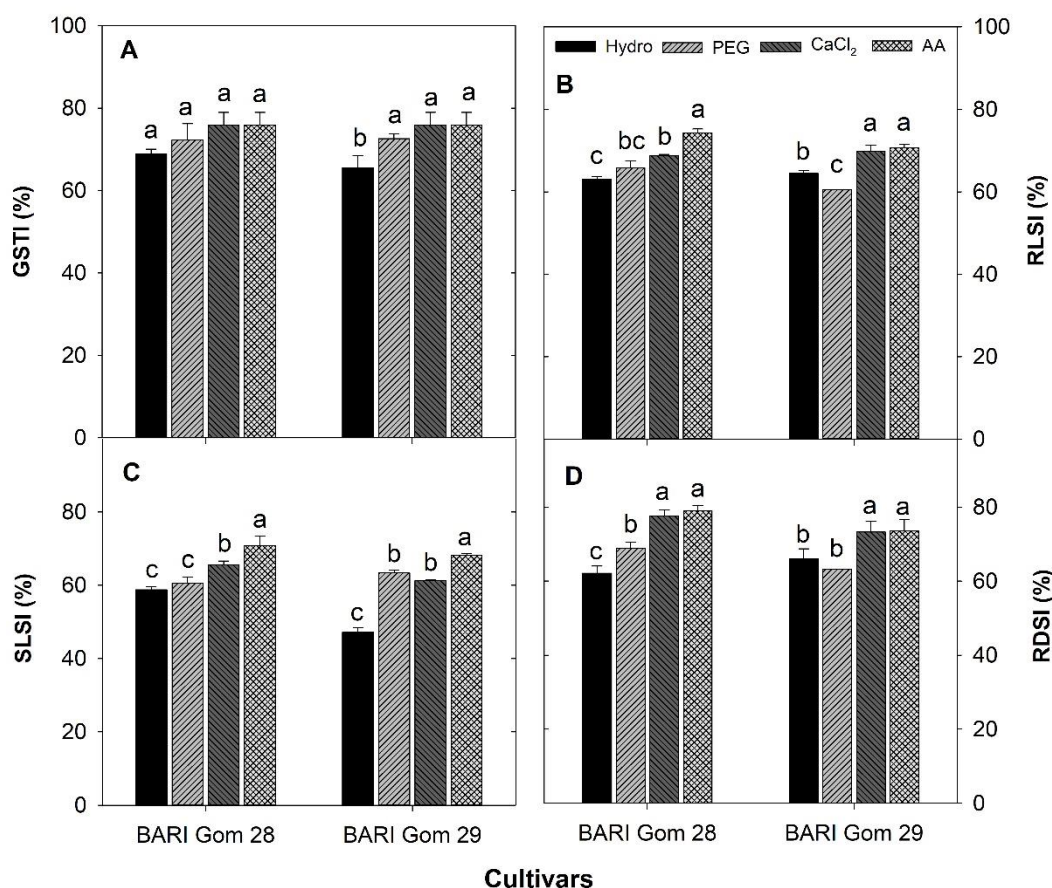 100
80
60
40
20
0
GSTI (%)
A
a
a
a
a
b
a
a
a
Hydro
PEG
CaCl₂
AA
B
c
bc
b
a
b
c
a
a
100
80
60
40
20
0
RLSI (%)
80
60
40
20
0
SLSI (%)
C
c
c
b
a
c
b
b
a
BARI Gom 28
BARI Gom 29
D
c
b
a
a
b
b
a
a
BARI Gom 28
BARI Gom 29
80
60
40
20
0
RDSI (%)
Cultivars